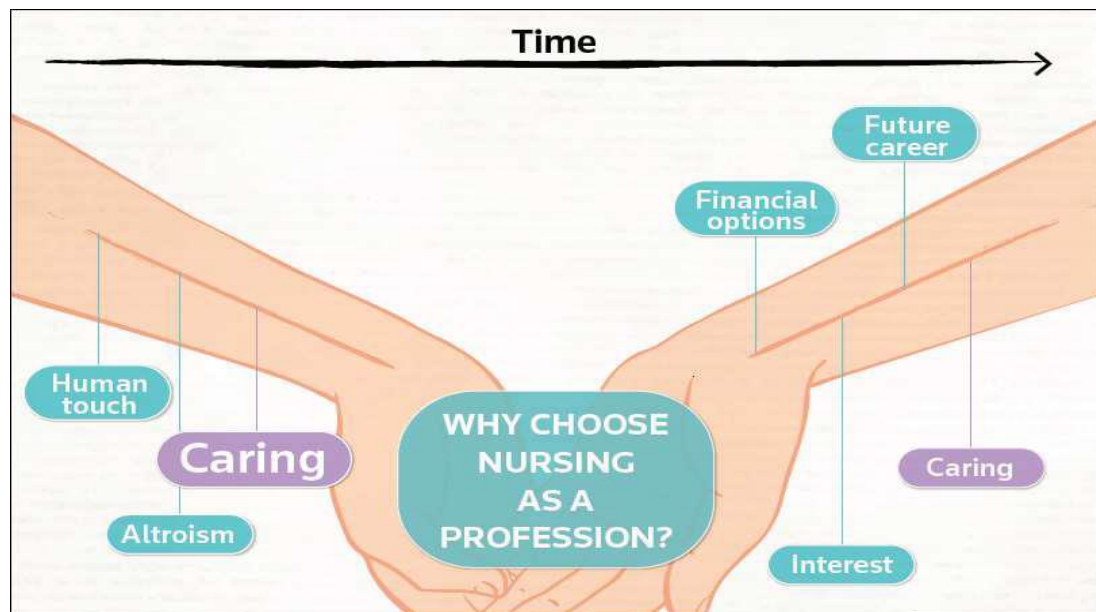 Time
Future
career
Financial
options
Human
touch
Caring
Altroism
WHY CHOOSE
NURSING
AS A
PROFESSION?
Caring
Interest